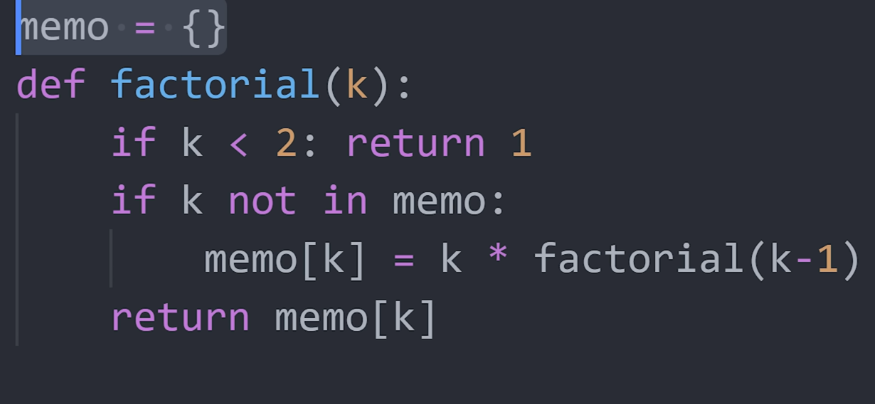 memo = {}
def factorial(k):
    if k < 2: return 1
    if k not in memo:
        memo[k] = k * factorial(k-1)
    return memo[k]